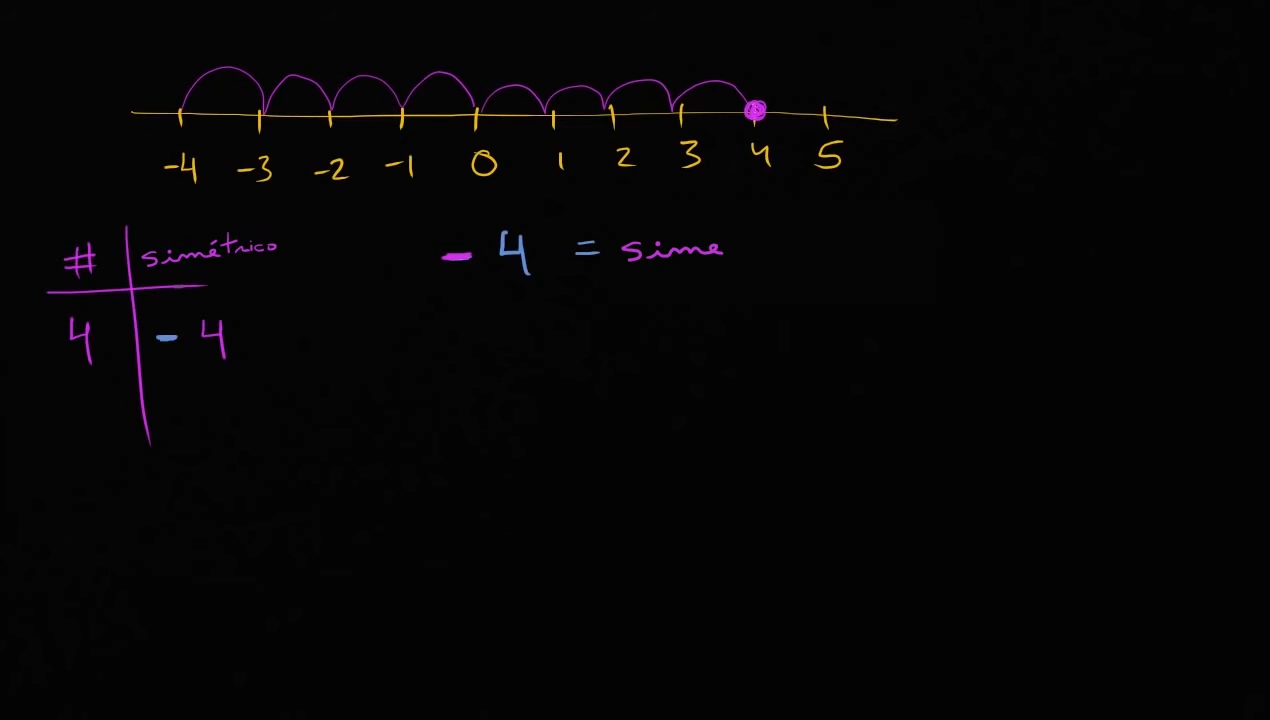 -4 -3 -2 -1 0 1 2 3 4 5
# simétrico
- 4 = sime
4 - 4